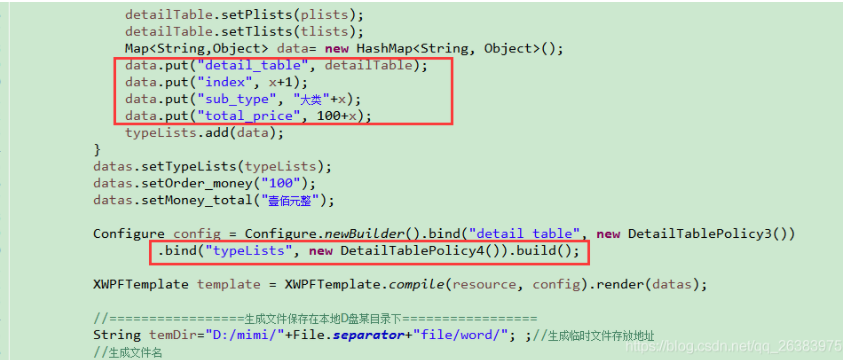 detailTable.setPlists(plists);
detailTable.setTlists(tlists);
Map<String,Object> data= new HashMap<String, Object>();
data.put("detail_table", detailTable);
data.put("index", x+1);
data.put("sub_type", "大类"+x);
data.put("total_price", 100+x);
typeLists.add(data);
}
datas.setTypeLists(typeLists);
datas.setOrder_money("100");
datas.setMoney_total("壹佰元整");
Configure config = Configure.newBuilder().bind("detail_table", new DetailTablePolicy3())
.bind("typeLists", new DetailTablePolicy4()).build();
XWPFTemplate template = XWPFTemplate.compile(resource, config).render(datas);
//=================生成文件保存在本地D盘某目录下=================
String temDir="D:/mimi/"+File.separator+"file/word/"; ;//生成临时文件存放地址
//生成文件名
https://blog.csdn.net/qq_26383975